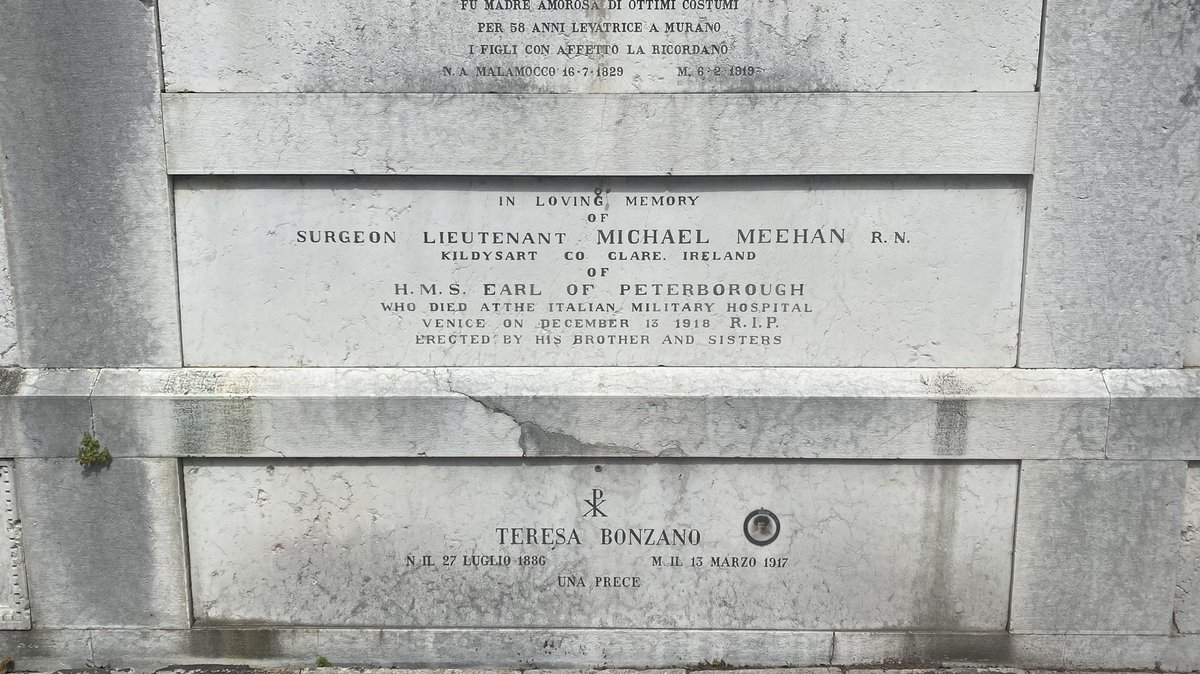 FU MADRE AMOROSA DI OTTIMI COSTUMI
PER 58 ANNI LEVATRICE A MURANO
I FIGLI CON AFFETTO LA RICORDANO
N. A MALAMOCCO 16-7-1829 M. 6-2-1919
IN LOVING MEMORY
OF
SURGEON LIEUTENANT MICHAEL MEEHAN R.N.
KILDYSART CO CLARE. IRELAND
OF
H.M.S. EARL OF PETERBOROUGH
WHO DIED AT THE ITALIAN MILITARY HOSPITAL
VENICE ON DECEMBER 13 1918 R.I.P.
ERECTED BY HIS BROTHER AND SISTERS
TERESA BONZANO
N IL 27 LUGLIO 1886 M IL 13 MARZO 1917
UNA PRECE